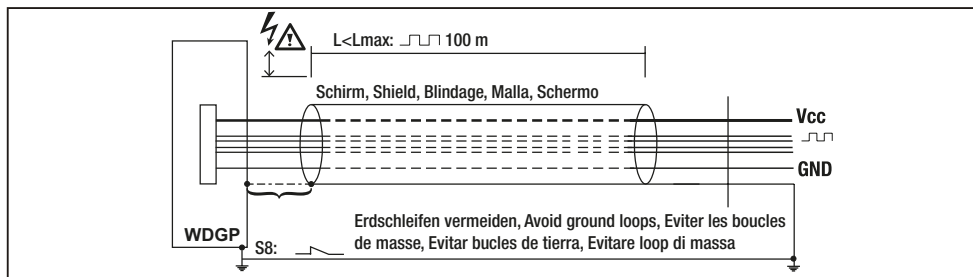 L<Lmax: 100 m
Schirm, Shield, Blindage, Malla, Schermo
Vcc
GND
Erdschleifen vermeiden, Avoid ground loops, Eviter les boucles
de masse, Evitar bucles de tierra, Evitare loop di massa
WDGP
S8: